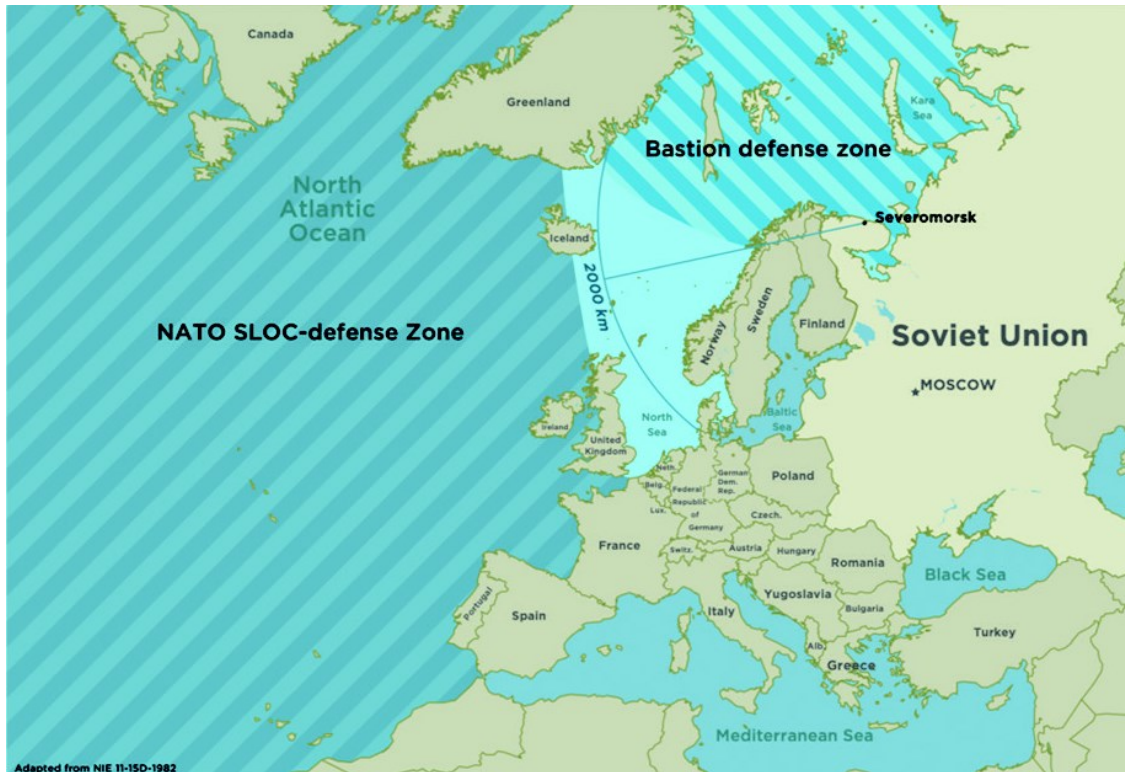 Canada
Greenland
Kara
Sea
Bastion defense zone
North
Atlantic
Ocean
Severomorsk
Iceland
2000 km
NATO SLOC-defense Zone
Norway
Sweden
Finland
Soviet Union
MOSCOW
North
Sea
Baltic
Sea
Ireland
United
Kingdom
Neth.
Belg.
Lux.
Federal
Republic
of
Germany
German
Dem.
Rep.
Poland
Czech.
France
Switz.
Austria
Hungary
Romania
Black Sea
Portugal
Spain
Italy
Yugoslavia
Bulgaria
Alb.
Greece
Turkey
Mediterranean Sea
Adapted from NIE 11-15D-1982